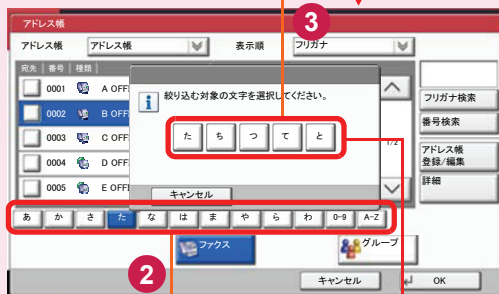 3
アドレス帳
アドレス帳 アドレス帳 表示順 フリガナ
宛先 番号 種類
0001 A OFF
0002 B OFF
0003 C OFF
0004 D OFF
0005 E OFF
絞り込む対象の文字を選択してください。
た ち つ て と
キャンセル
1/2
フリガナ検索
番号検索
アドレス帳
登録/編集
詳細
あ か さ た な は ま や ら わ 0-9 A-Z
2
ファクス グループ
キャンセル OK